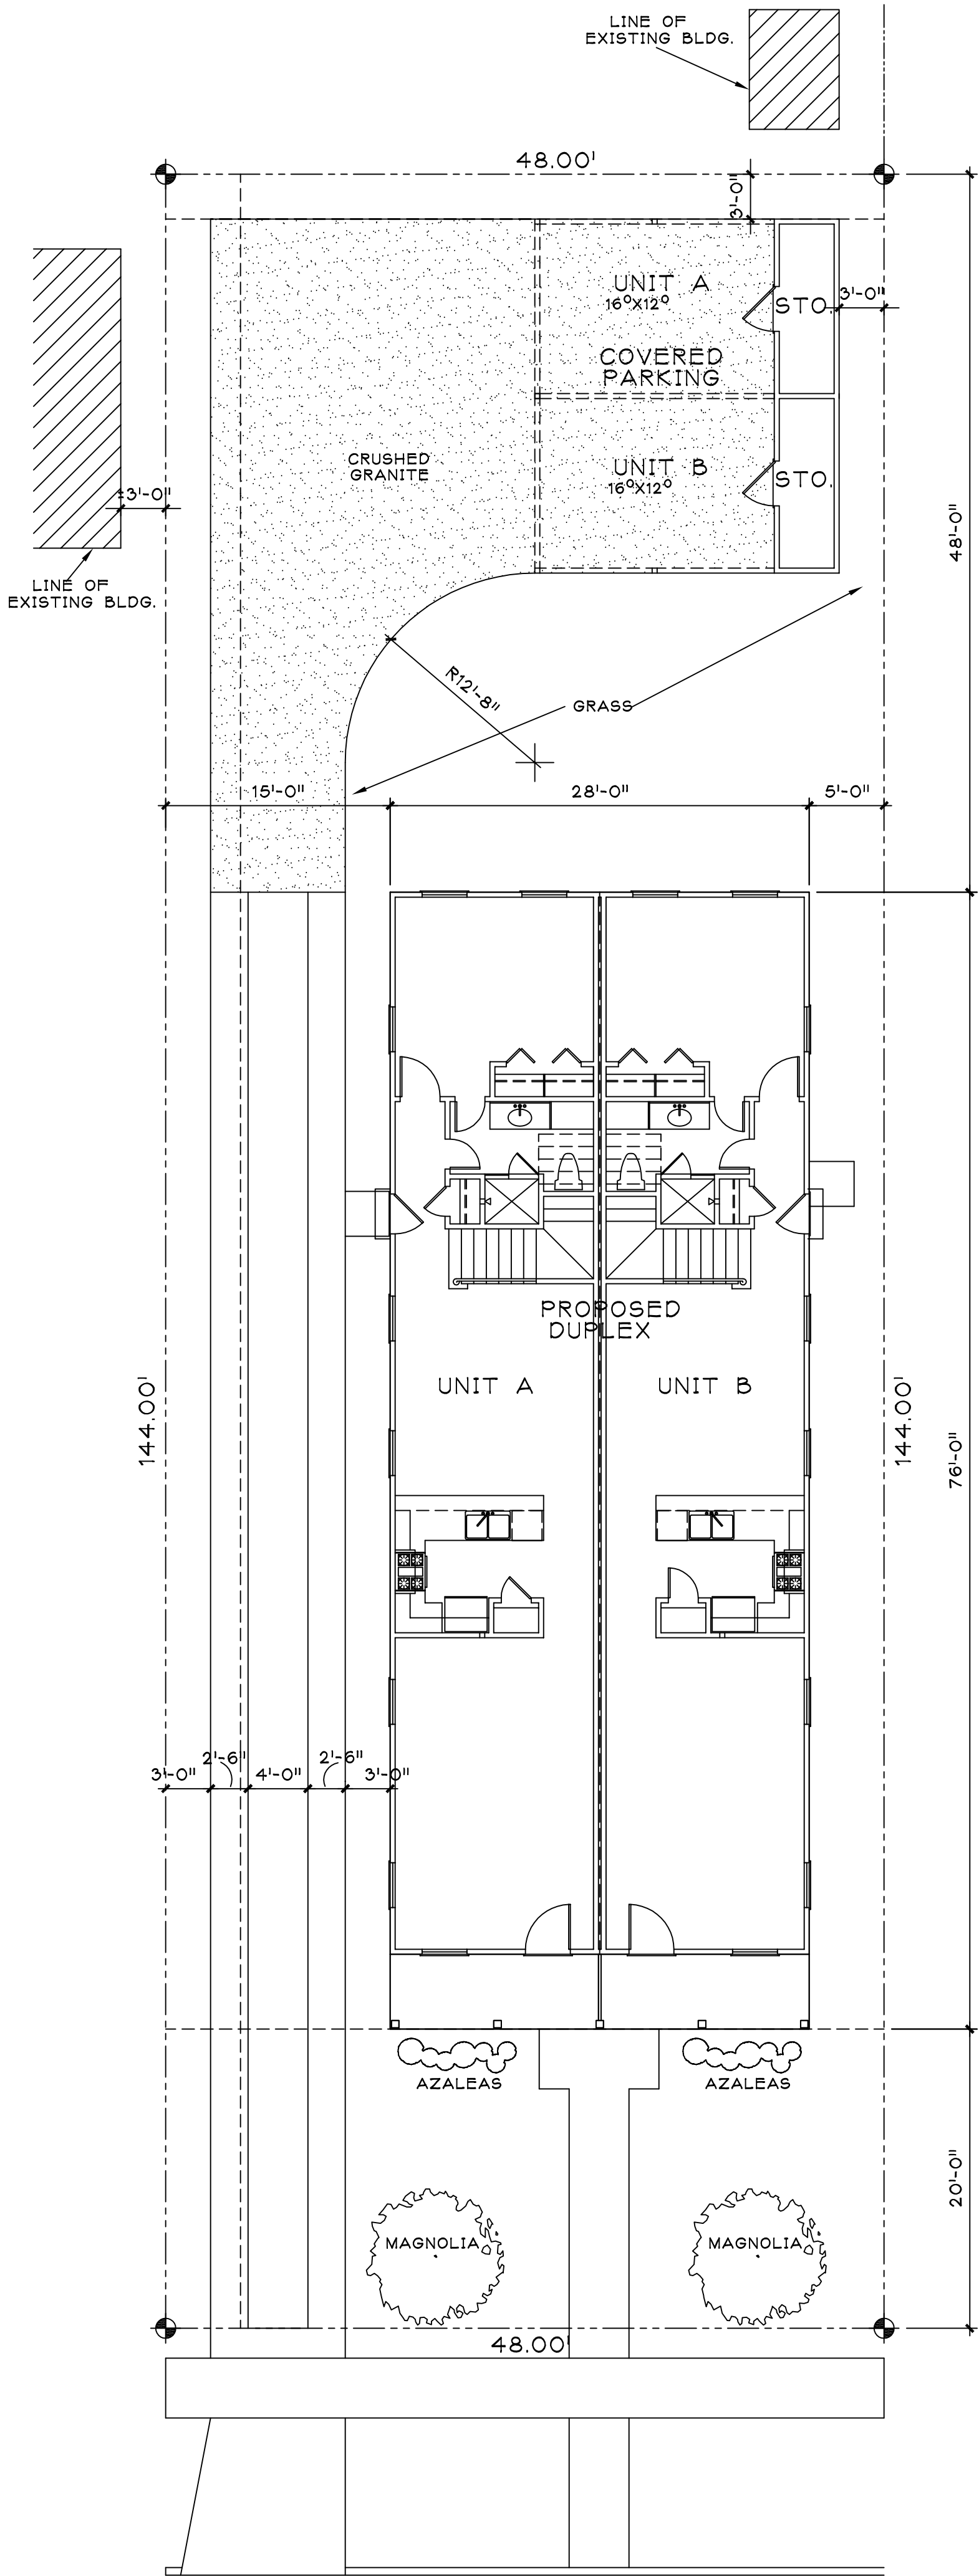 LINE OF
EXISTING BLDG.
48.00'
3'-0"
UNIT A
16⁰X12⁰
STO.
3'-0"
COVERED
PARKING
CRUSHED
GRANITE
UNIT B
16⁰X12⁰
STO.
±3'-0"
48'-0"
LINE OF
EXISTING BLDG.
R12'-8"
GRASS
15'-0"
28'-0"
5'-0"
PROPOSED
DUPLEX
UNIT A
UNIT B
144.00'
144.00'
76'-0"
3'-0"
2'-6"
4'-0"
2'-6"
3'-0"
AZALEAS
AZALEAS
20'-0"
MAGNOLIA
MAGNOLIA
48.00'